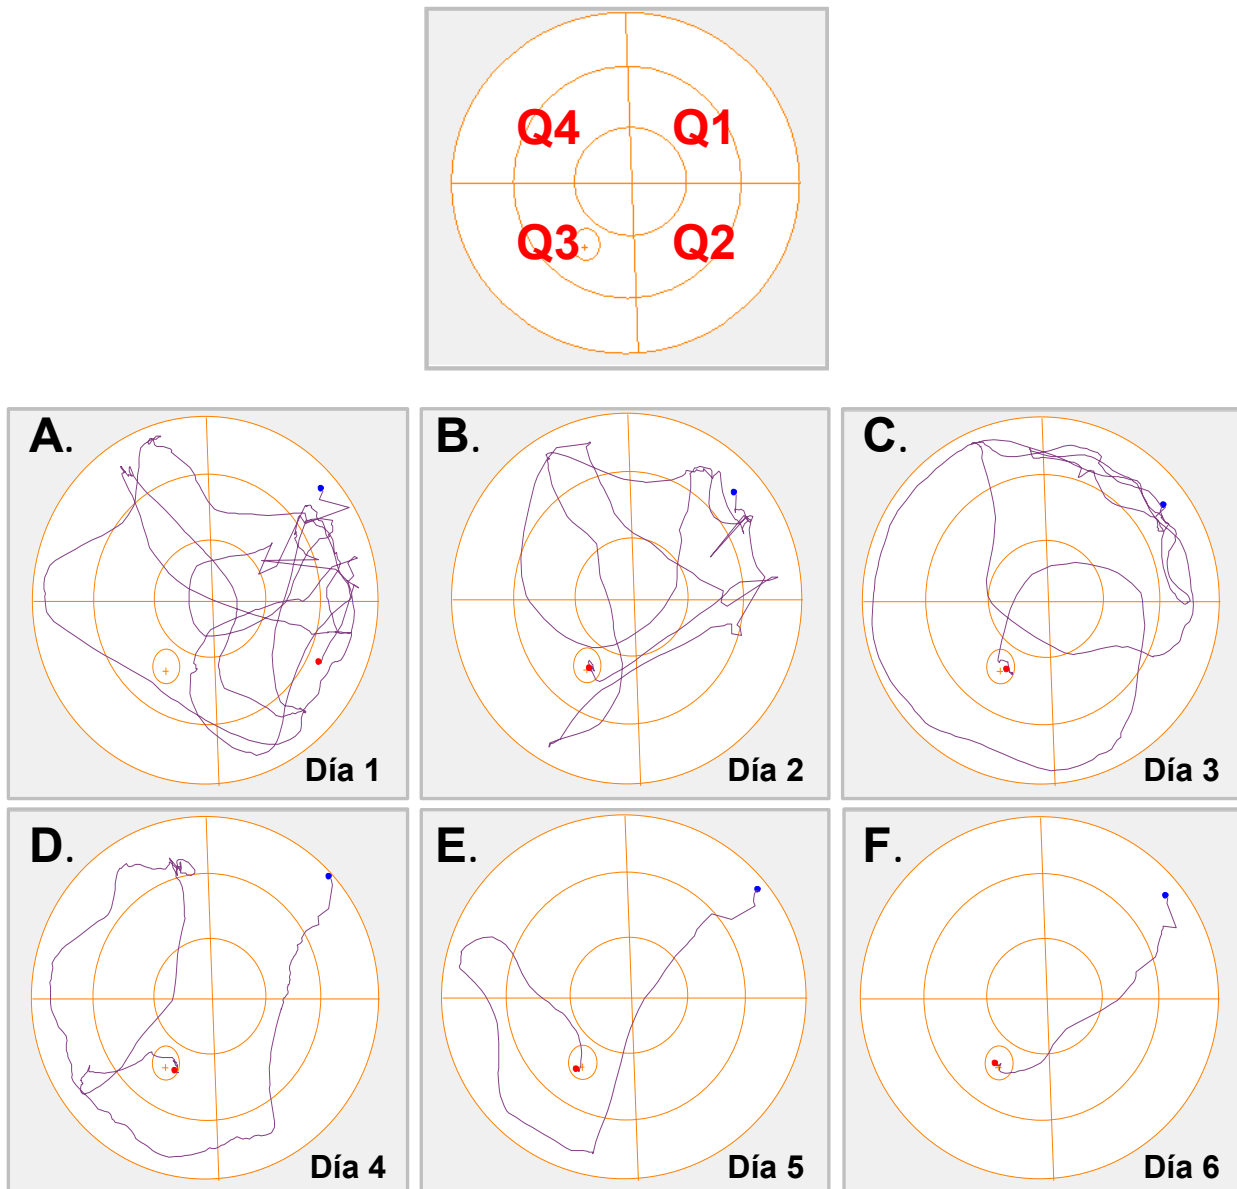 Q4 Q1
Q3 Q2
A.
Día 1
B.
Día 2
C.
Día 3
D.
Día 4
E.
Día 5
F.
Día 6